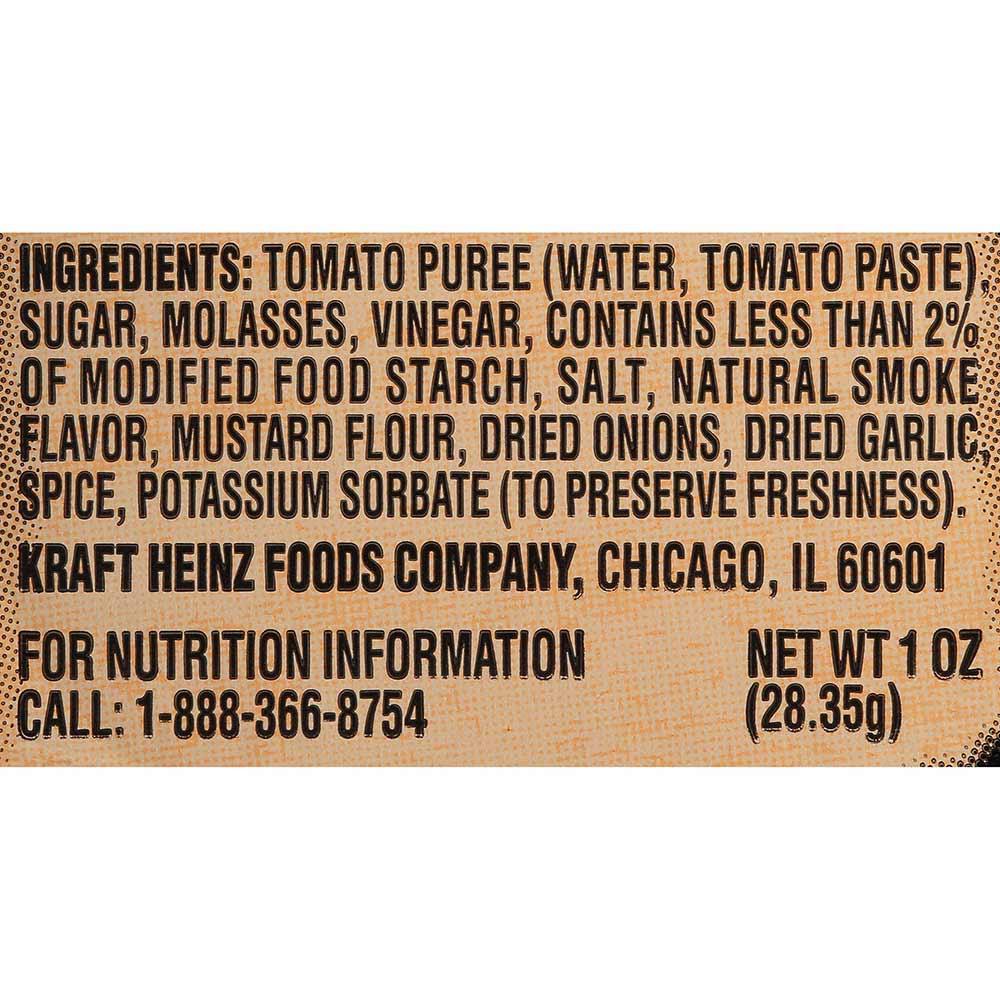 INGREDIENTS: TOMATO PUREE (WATER, TOMATO PASTE),
SUGAR, MOLASSES, VINEGAR, CONTAINS LESS THAN 2%
OF MODIFIED FOOD STARCH, SALT, NATURAL SMOKE
FLAVOR, MUSTARD FLOUR, DRIED ONIONS, DRIED GARLIC,
SPICE, POTASSIUM SORBATE (TO PRESERVE FRESHNESS).
KRAFT HEINZ FOODS COMPANY, CHICAGO, IL 60601
FOR NUTRITION INFORMATION
CALL: 1-888-366-8754
NET WT 1 OZ
(28.35g)